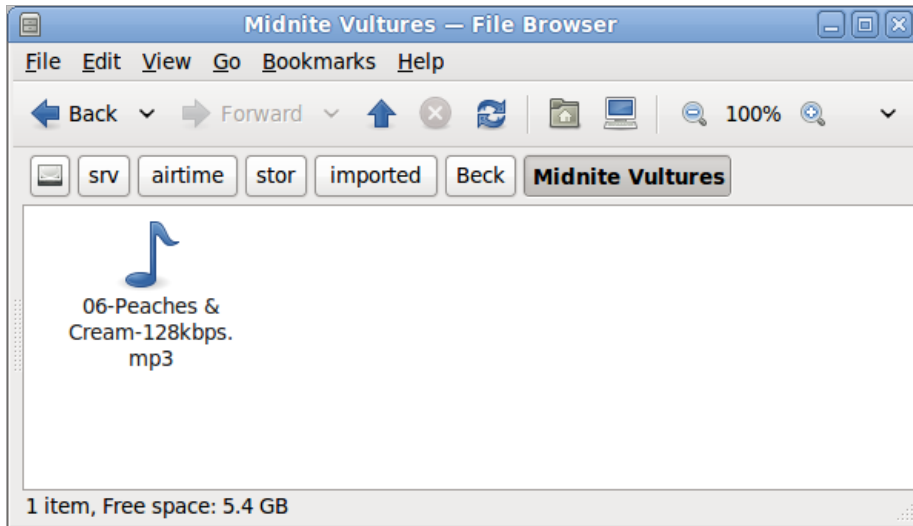 Midnite Vultures — File Browser
File Edit View Go Bookmarks Help
Back Forward 100%
srv airtime stor imported Beck Midnite Vultures
06-Peaches &
Cream-128kbps.
mp3
1 item, Free space: 5.4 GB